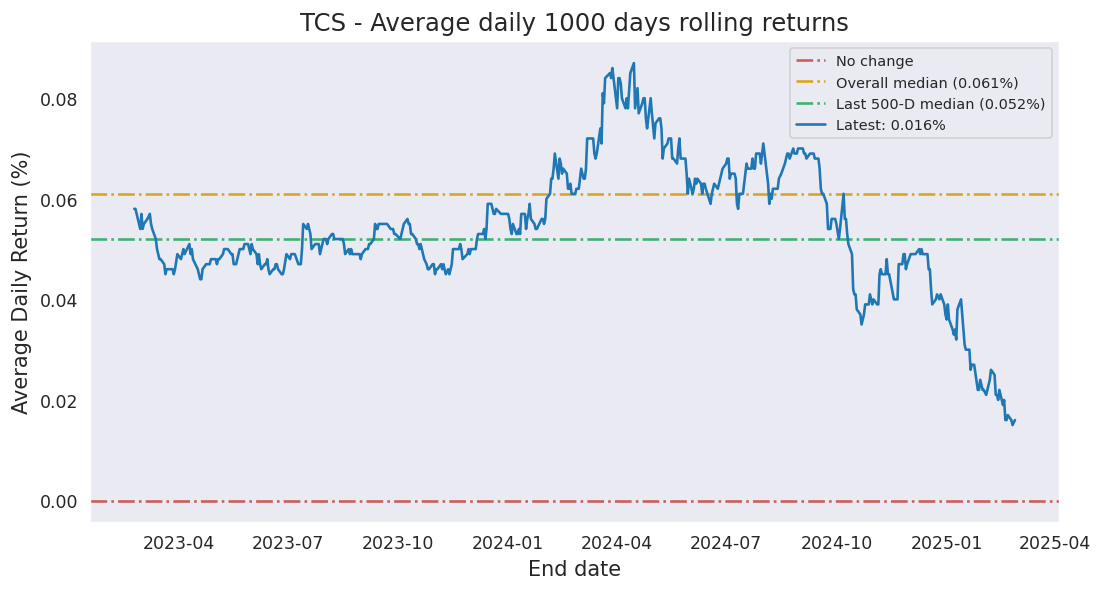 TCS - Average daily 1000 days rolling returns
No change
Overall median (0.061%)
Last 500-D median (0.052%)
Latest: 0.016%
Average Daily Return (%)
0.08
0.06
0.04
0.02
0.00
2023-04 2023-07 2023-10 2024-01 2024-04 2024-07 2024-10 2025-01 2025-04
End date